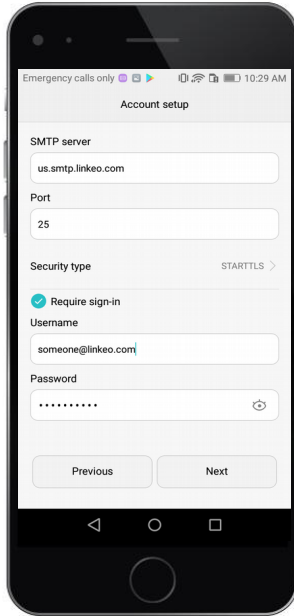 Emergency calls only 10:29 AM
Account setup
SMTP server
us.smtp.linkeo.com
Port
25
Security type STARTTLS
Require sign-in
Username
someone@linkeo.com
Password
Previous Next